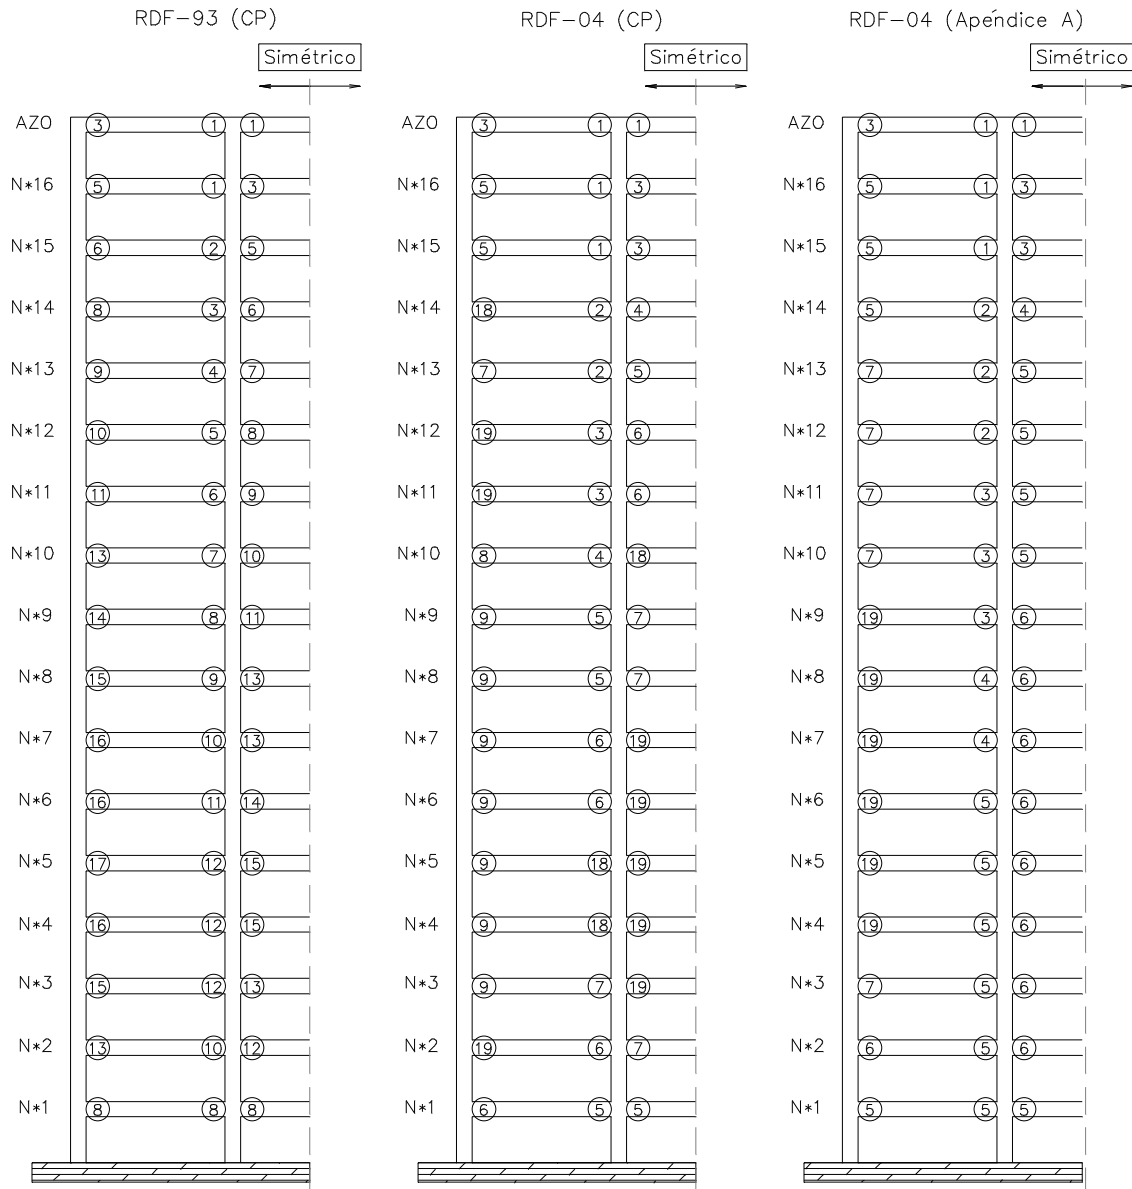 RDF-93 (CP) RDF-04 (CP) RDF-04 (Apéndice A)
Simétrico Simétrico Simétrico
AZO 3 1 1 AZO 3 1 1 AZO 3 1 1
N*16 5 1 3 N*16 5 1 3 N*16 5 1 3
N*15 6 2 5 N*15 5 1 3 N*15 5 1 3
N*14 8 3 6 N*14 18 2 4 N*14 5 2 4
N*13 9 4 7 N*13 7 2 5 N*13 7 2 5
N*12 10 5 8 N*12 19 3 6 N*12 7 2 5
N*11 11 6 9 N*11 19 3 6 N*11 7 3 5
N*10 13 7 10 N*10 8 4 18 N*10 7 3 5
N*9 14 8 11 N*9 9 5 7 N*9 19 3 6
N*8 15 9 13 N*8 9 5 7 N*8 19 4 6
N*7 16 10 13 N*7 9 6 19 N*7 19 4 6
N*6 16 11 14 N*6 9 6 19 N*6 19 5 6
N*5 17 12 15 N*5 9 18 19 N*5 19 5 6
N*4 16 12 15 N*4 9 18 19 N*4 19 5 6
N*3 15 12 13 N*3 9 7 19 N*3 7 5 6
N*2 13 10 12 N*2 19 6 7 N*2 6 5 6
N*1 8 8 8 N*1 6 5 5 N*1 5 5 5